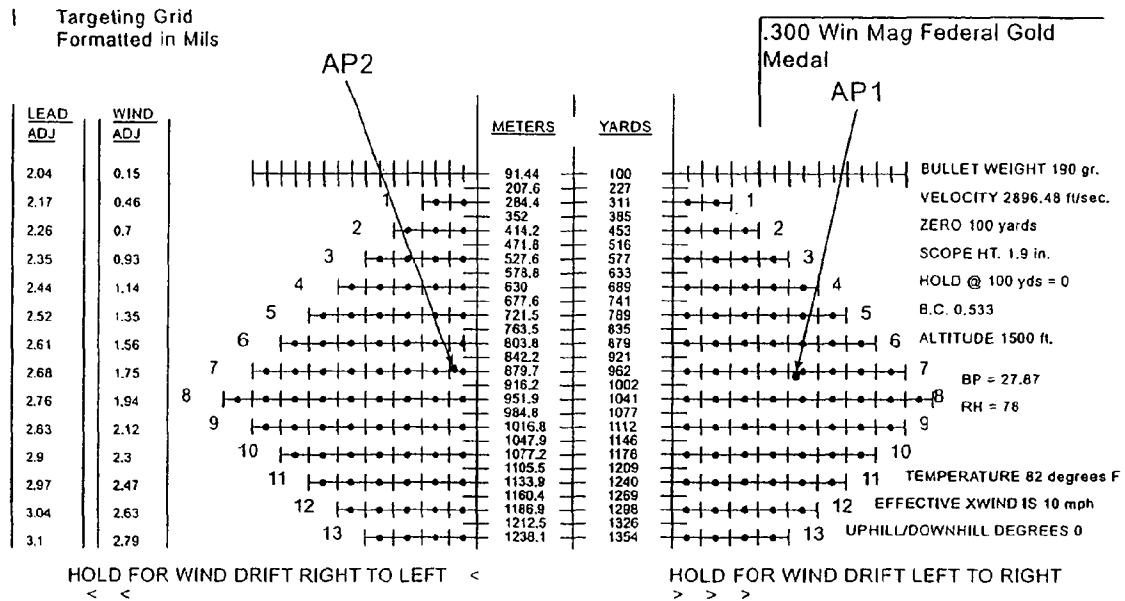 Targeting Grid
Formatted in Mils
.300 Win Mag Federal Gold
Medal
AP2
AP1
LEAD WIND METERS YARDS
ADJ ADJ
2.04 0.15 91.44 100 BULLET WEIGHT 190 gr.
207.6 227
2.17 0.46 1 284.4 311 1 VELOCITY 2896.48 ft/sec.
352 385
2.26 0.7 2 414.2 453 2 ZERO 100 yards
471.8 516
2.35 0.93 3 527.6 577 3 SCOPE HT. 1.9 in.
578.8 633
2.44 1.14 4 630 689 4 HOLD @ 100 yds = 0
677.6 741
2.52 1.35 5 721.5 789 5 B.C. 0.533
763.5 835
2.61 1.56 6 803.8 879 6 ALTITUDE 1500 ft.
842.2 921
2.68 1.75 7 879.7 962 7 BP = 27.87
916.2 1002
2.76 1.94 8 951.9 1041 8 RH = 78
984.8 1077
2.83 2.12 9 1016.8 1112 9
1047.9 1146
2.9 2.3 10 1077.2 1176 10
1105.5 1209
2.97 2.47 11 1133.9 1240 11 TEMPERATURE 82 degrees F
1160.4 1269
3.04 2.63 12 1186.9 1298 12 EFFECTIVE XWIND IS 10 mph
1212.5 1326
3.1 2.79 13 1238.1 1354 13 UPHILL/DOWNHILL DEGREES 0
HOLD FOR WIND DRIFT RIGHT TO LEFT < HOLD FOR WIND DRIFT LEFT TO RIGHT
< < > > >